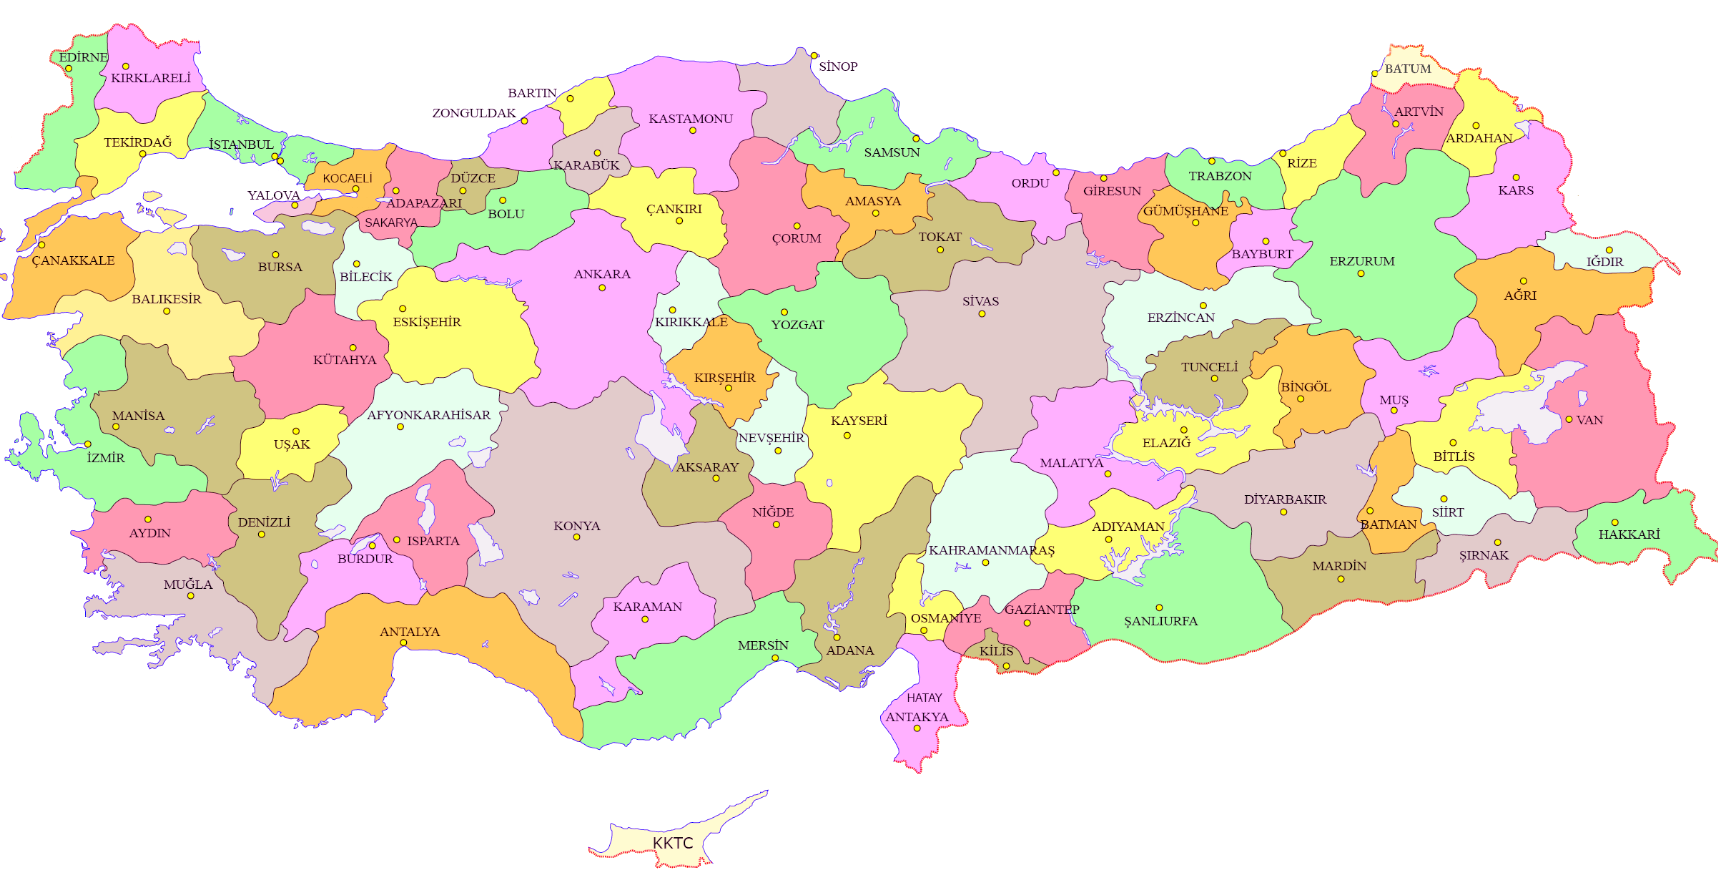 EDİRNE
KIRKLARELİ
TEKİRDAĞ
İSTANBUL
YALOVA
KOCAELİ
ADAPAZARI
SAKARYA
DÜZCE
BOLU
ZONGULDAK
BARTIN
KARABÜK
KASTAMONU
SİNOP
ÇANKIRI
ÇORUM
SAMSUN
AMASYA
TOKAT
ORDU
GİRESUN
GÜMÜŞHANE
TRABZON
BAYBURT
RİZE
ARTVİN
BATUM
ARDAHAN
KARS
IĞDIR
AĞRI
ERZURUM
ERZİNCAN
SİVAS
YOZGAT
KIRIKKALE
ANKARA
ESKİŞEHİR
BİLECİK
BURSA
BALIKESİR
ÇANAKKALE
KÜTAHYA
MANİSA
İZMİR
UŞAK
AFYONKARAHİSAR
KIRŞEHİR
NEVŞEHİR
KAYSERİ
AKSARAY
NİĞDE
KONYA
ISPARTA
BURDUR
DENİZLİ
AYDIN
MUĞLA
ANTALYA
KARAMAN
MERSİN
ADANA
OSMANİYE
KAHRAMANMARAŞ
GAZİANTEP
KİLİS
HATAY
ANTAKYA
ŞANLIURFA
ADIYAMAN
MALATYA
ELAZIĞ
TUNCELİ
BİNGÖL
MUŞ
VAN
BİTLİS
SİİRT
BATMAN
DİYARBAKIR
MARDİN
ŞIRNAK
HAKKARİ
KKTC